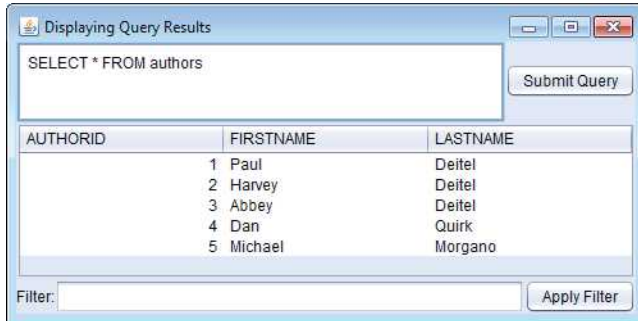 Displaying Query Results
SELECT * FROM authors
Submit Query
AUTHORID FIRSTNAME LASTNAME
1 Paul Deitel
2 Harvey Deitel
3 Abbey Deitel
4 Dan Quirk
5 Michael Morgano
Filter: Apply Filter